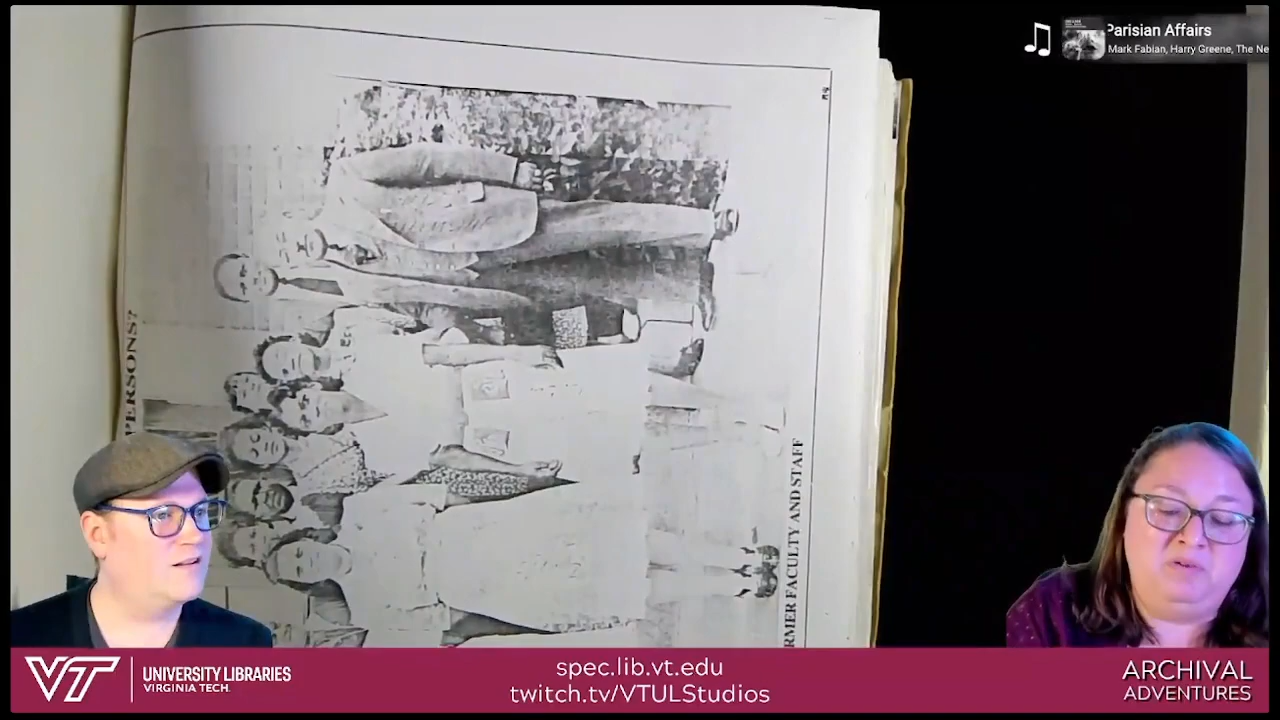 Parisian Affairs
Mark Fabian, Harry Greene, The Ne
PERSONS?
RMER FACULTY AND STAFF
VT
UNIVERSITY LIBRARIES
VIRGINIA TECH.
spec.lib.vt.edu
twitch.tv/VTULStudios
ARCHIVAL
ADVENTURES